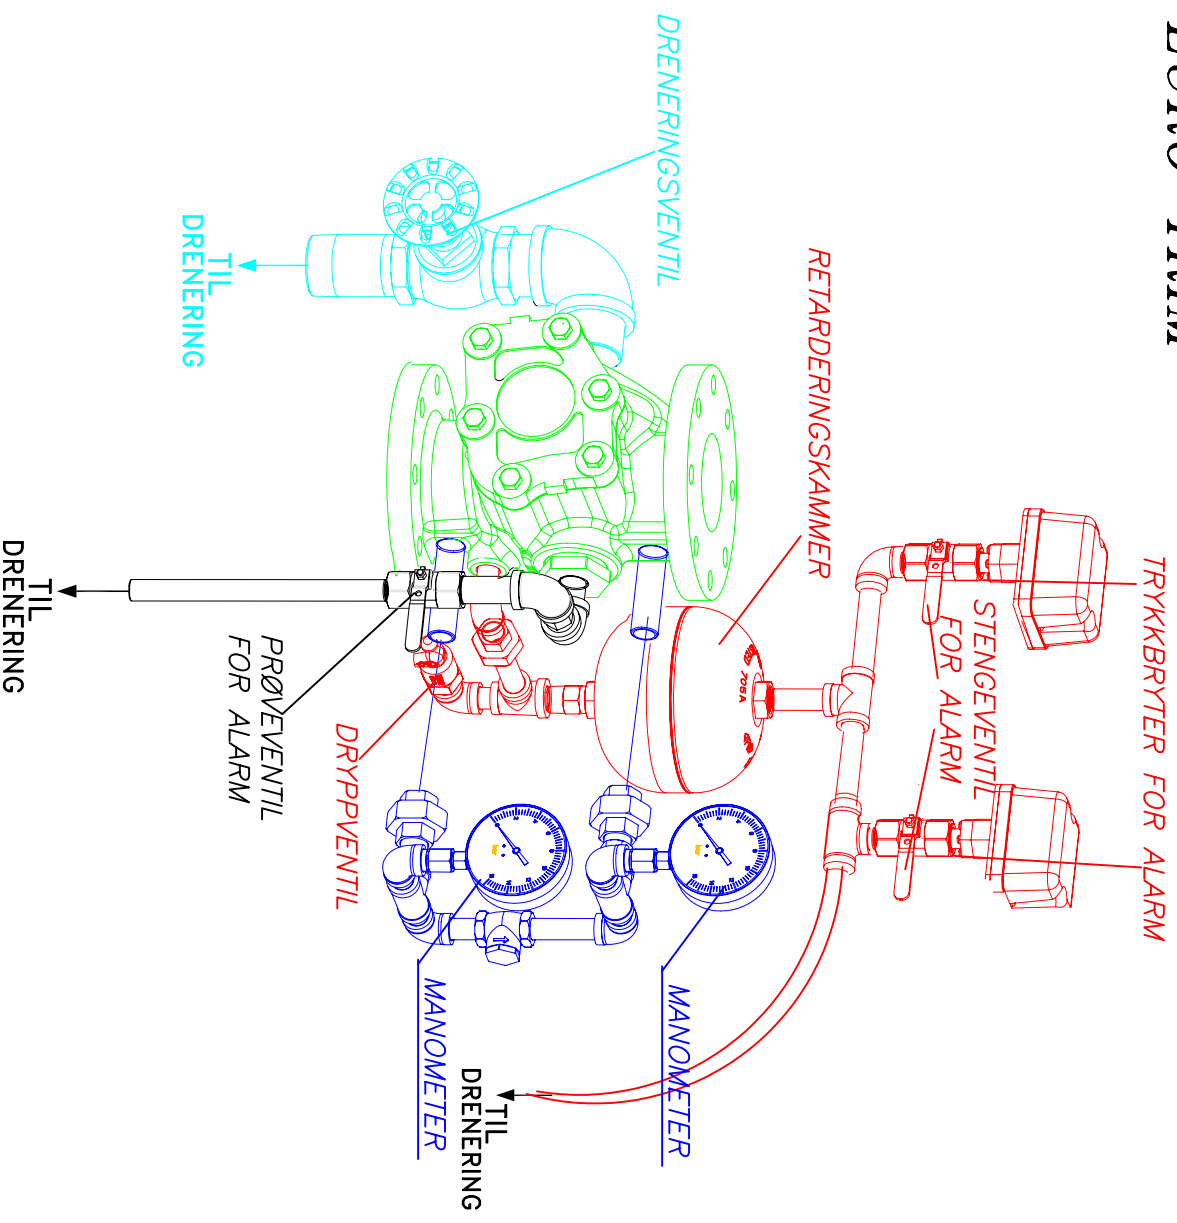 DRENERINGSVENTIL
TIL
DRENERING
RETARDERINGSKAMMER
TRYKKBRYTER FOR ALARM
STENGEVENTIL
FOR ALARM
TIL
DRENERING
PRØVEVENTIL
FOR ALARM
DRYPPVENTIL
705A
MANOMETER
MANOMETER
TIL
DRENERING